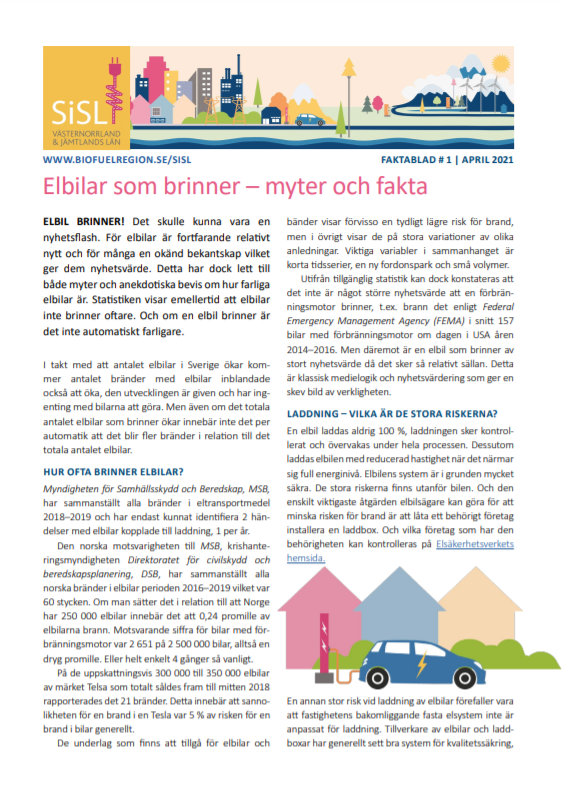 SiSL
VÄSTERNORRLAND
& JÄMTLANDS LÄN
WWW.BIOFUELREGION.SE/SISL
FAKTABLAD # 1 | APRIL 2021
Elbilar som brinner – myter och fakta
ELBIL BRINNER! Det skulle kunna vara en
nyhetsflash. För elbilar är fortfarande relativt
nytt och för många en okänd bekantskap vilket
ger dem nyhetsvärde. Detta har dock lett till
både myter och anekdotiska bevis om hur farliga
elbilar är. Statistiken visar emellertid att elbilar
inte brinner oftare. Och om en elbil brinner är
det inte automatiskt farligare.
I takt med att antalet elbilar i Sverige ökar kom-
mer antalet bränder med elbilar inblandade
också att öka, den utvecklingen är given och har ing-
enting med bilarna att göra. Men även om det totala
antalet elbilar som brinner ökar innebär inte det per
automatik att det blir fler bränder i relation till det
totala antalet elbilar.
HUR OFTA BRINNER ELBILAR?
Myndigheten för Samhällsskydd och Beredskap, MSB,
har sammanställt alla bränder i eltransportmedel
2018–2019 och har endast kunnat identifiera 2 hän-
delser med elbilar kopplade till laddning, 1 per år.
Den norska motsvarigheten till MSB, krishante-
ringsmyndigheten Direktoratet för civilskydd och
beredskapsplanering, DSB, har sammanställt alla
norska bränder i elbilar perioden 2016–2019 vilket var
60 stycken. Om man sätter det i relation till att Norge
har 250 000 elbilar innebär det att 0,24 promille av
elbilarna brann. Motsvarande siffra för bilar med för-
bränningsmotor var 2 651 på 2 500 000 bilar, alltså en
dryg promille. Eller helt enkelt 4 gånger så vanligt.
På de uppskattningsvis 300 000 till 350 000 elbilar
av märket Telsa som totalt såldes fram till mitten 2018
rapporterades det 21 bränder. Detta innebär att sanno-
likheten för en brand i en Tesla var 5 % av risken för en
brand i bilar generellt.
De underlag som finns att tillgå för elbilar och
bänder visar förvisso en tydligt lägre risk för brand,
men i övrigt visar de på stora variationer av olika
anledningar. Viktiga variabler i sammanhanget är
korta tidsserier, en ny fordonspark och små volymer.
Utifrån tillgänglig statistik kan dock konstateras att
det inte är något större nyhetsvärde att en förbrän-
ningsmotor brinner, t.ex. brann det enligt Federal
Emergency Management Agency (FEMA) i snitt 157
bilar med förbränningsmotor om dagen i USA åren
2014–2016. Men däremot är en elbil som brinner av
stort nyhetsvärde då det sker så relativt sällan. Detta
är klassisk medielogik och nyhetsvärdering som ger en
skev bild av verkligheten.
LADDNING – VILKA ÄR DE STORA RISKERNA?
En elbil laddas aldrig 100 %, laddningen sker kontrol-
lerat och övervakas under hela processen. Dessutom
laddas elbilen med reducerad hastighet när det närmar
sig full energinivå. Elbilens system är i grunden mycket
säkra. De stora riskerna finns utanför bilen. Och den
enskilt viktigaste åtgärden elbilsägare kan göra för att
minska risken för brand är att låta ett behörigt företag
installera en laddbox. Och vilka företag som har den
behörigheten kan kontrolleras på Elsäkerhetsverkets
hemsida.
En annan stor risk vid laddning av elbilar förefaller vara
att fastighetens bakomliggande fasta elsystem inte är
anpassat för laddning. Tillverkare av elbilar och ladd-
boxar har generellt sett bra system för kvalitetssäkring,